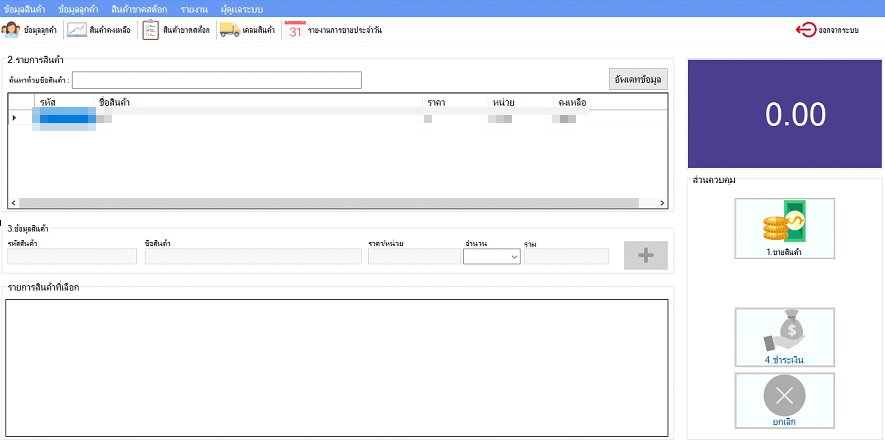 ข้อมูลสินค้า ข้อมูลลูกค้า สินค้าขาดสต็อก รายงาน ผู้ดูแลระบบ
ข้อมูลลูกค้า สินค้าคงเหลือ สินค้าขาดสต็อก เคลมสินค้า 31 รายงานการขายประจำวัน ออกจากระบบ
2.รายการสินค้า
ค้นหาด้วยชื่อสินค้า : อัพเดทข้อมูล
รหัส ชื่อสินค้า ราคา หน่วย คงเหลือ
0.00
ส่วนควบคุม
1.ขายสินค้า
3.ข้อมูลสินค้า
รหัสสินค้า ชื่อสินค้า ราคา/หน่วย จำนวน รวม
รายการสินค้าที่เลือก
4.ชำระเงิน
ยกเลิก